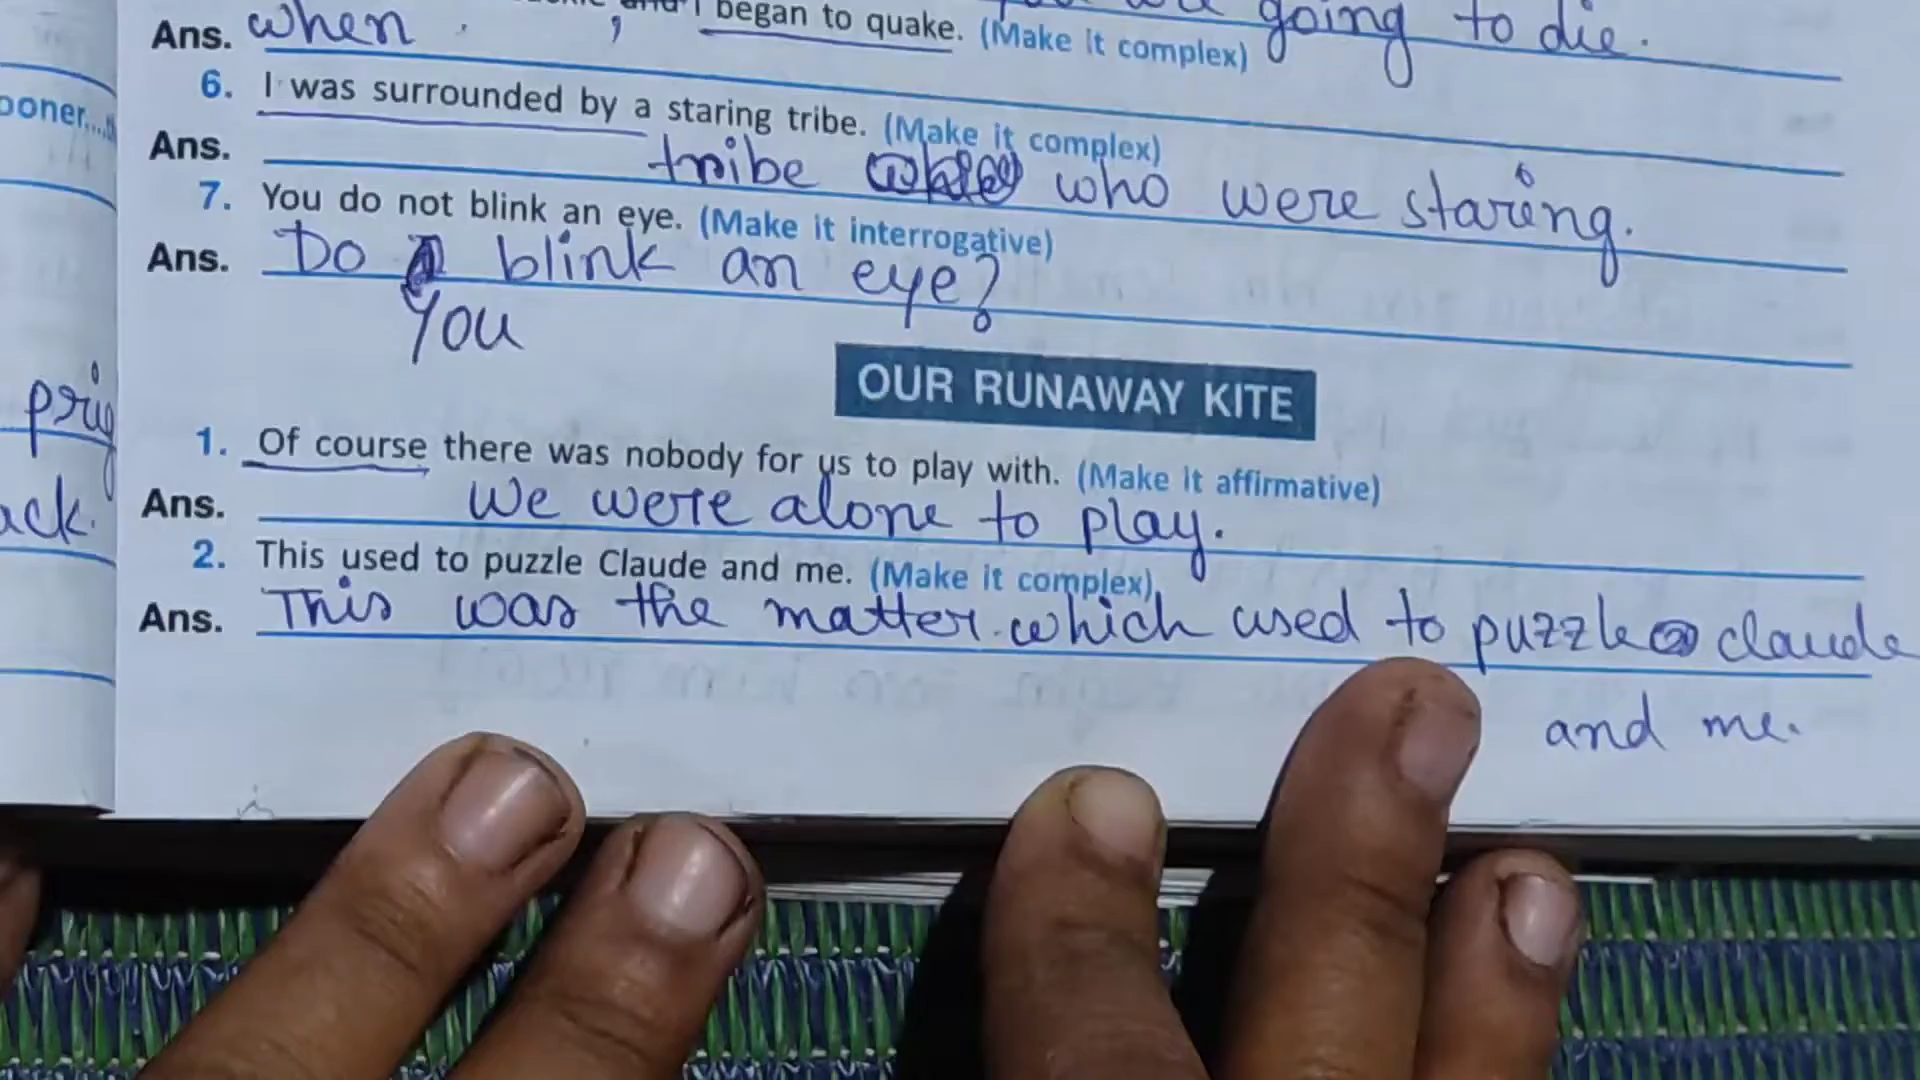 and I began to quake. (Make it complex) going to die.
Ans. when ,
6. I was surrounded by a staring tribe. (Make it complex)
Ans. tribe who were staring.
7. You do not blink an eye. (Make it interrogative)
Ans. Do blink an eye?
You
OUR RUNAWAY KITE
1. Of course there was nobody for us to play with. (Make it affirmative)
Ans. We were alone to play.
2. This used to puzzle Claude and me. (Make it complex)
Ans. This was the matter which used to puzzle claude
and me.
ooner....
ack.